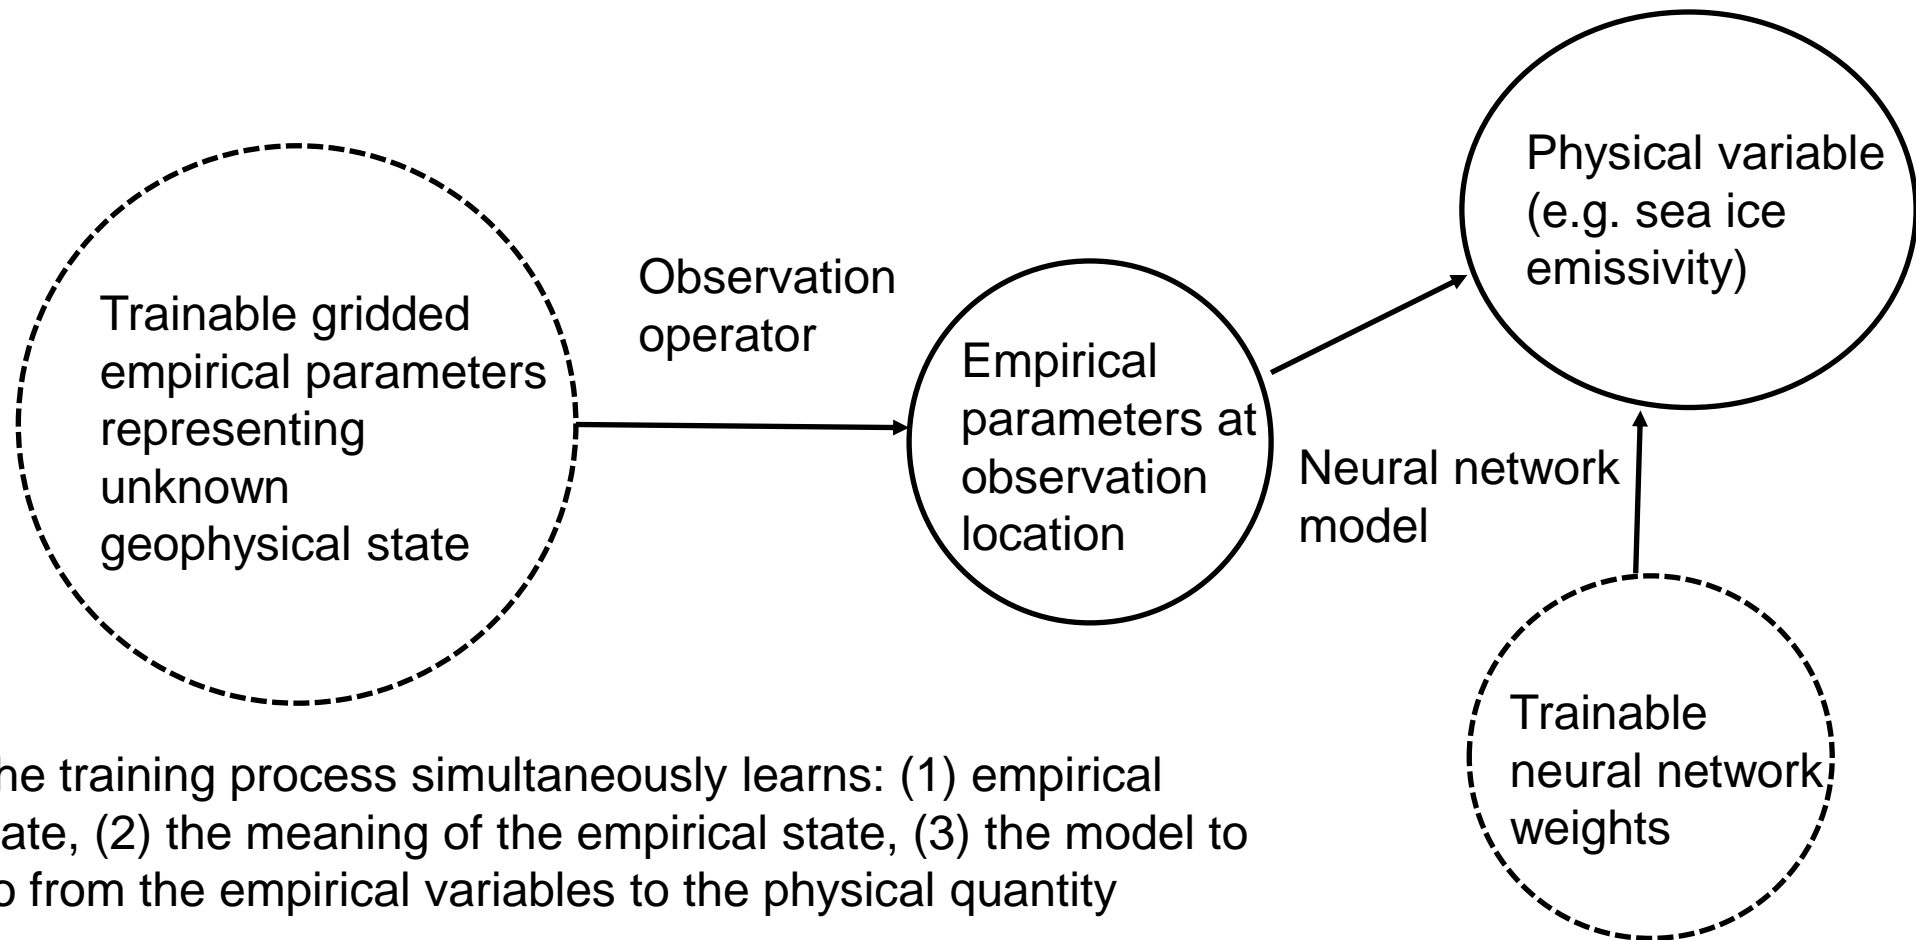 Trainable gridded
empirical parameters
representing
unknown
geophysical state
Observation
operator
Empirical
parameters at
observation
location
Neural network
model
Physical variable
(e.g. sea ice
emissivity)
Trainable
neural network
weights
he training process simultaneously learns: (1) empirical
ate, (2) the meaning of the empirical state, (3) the model to
o from the empirical variables to the physical quantity